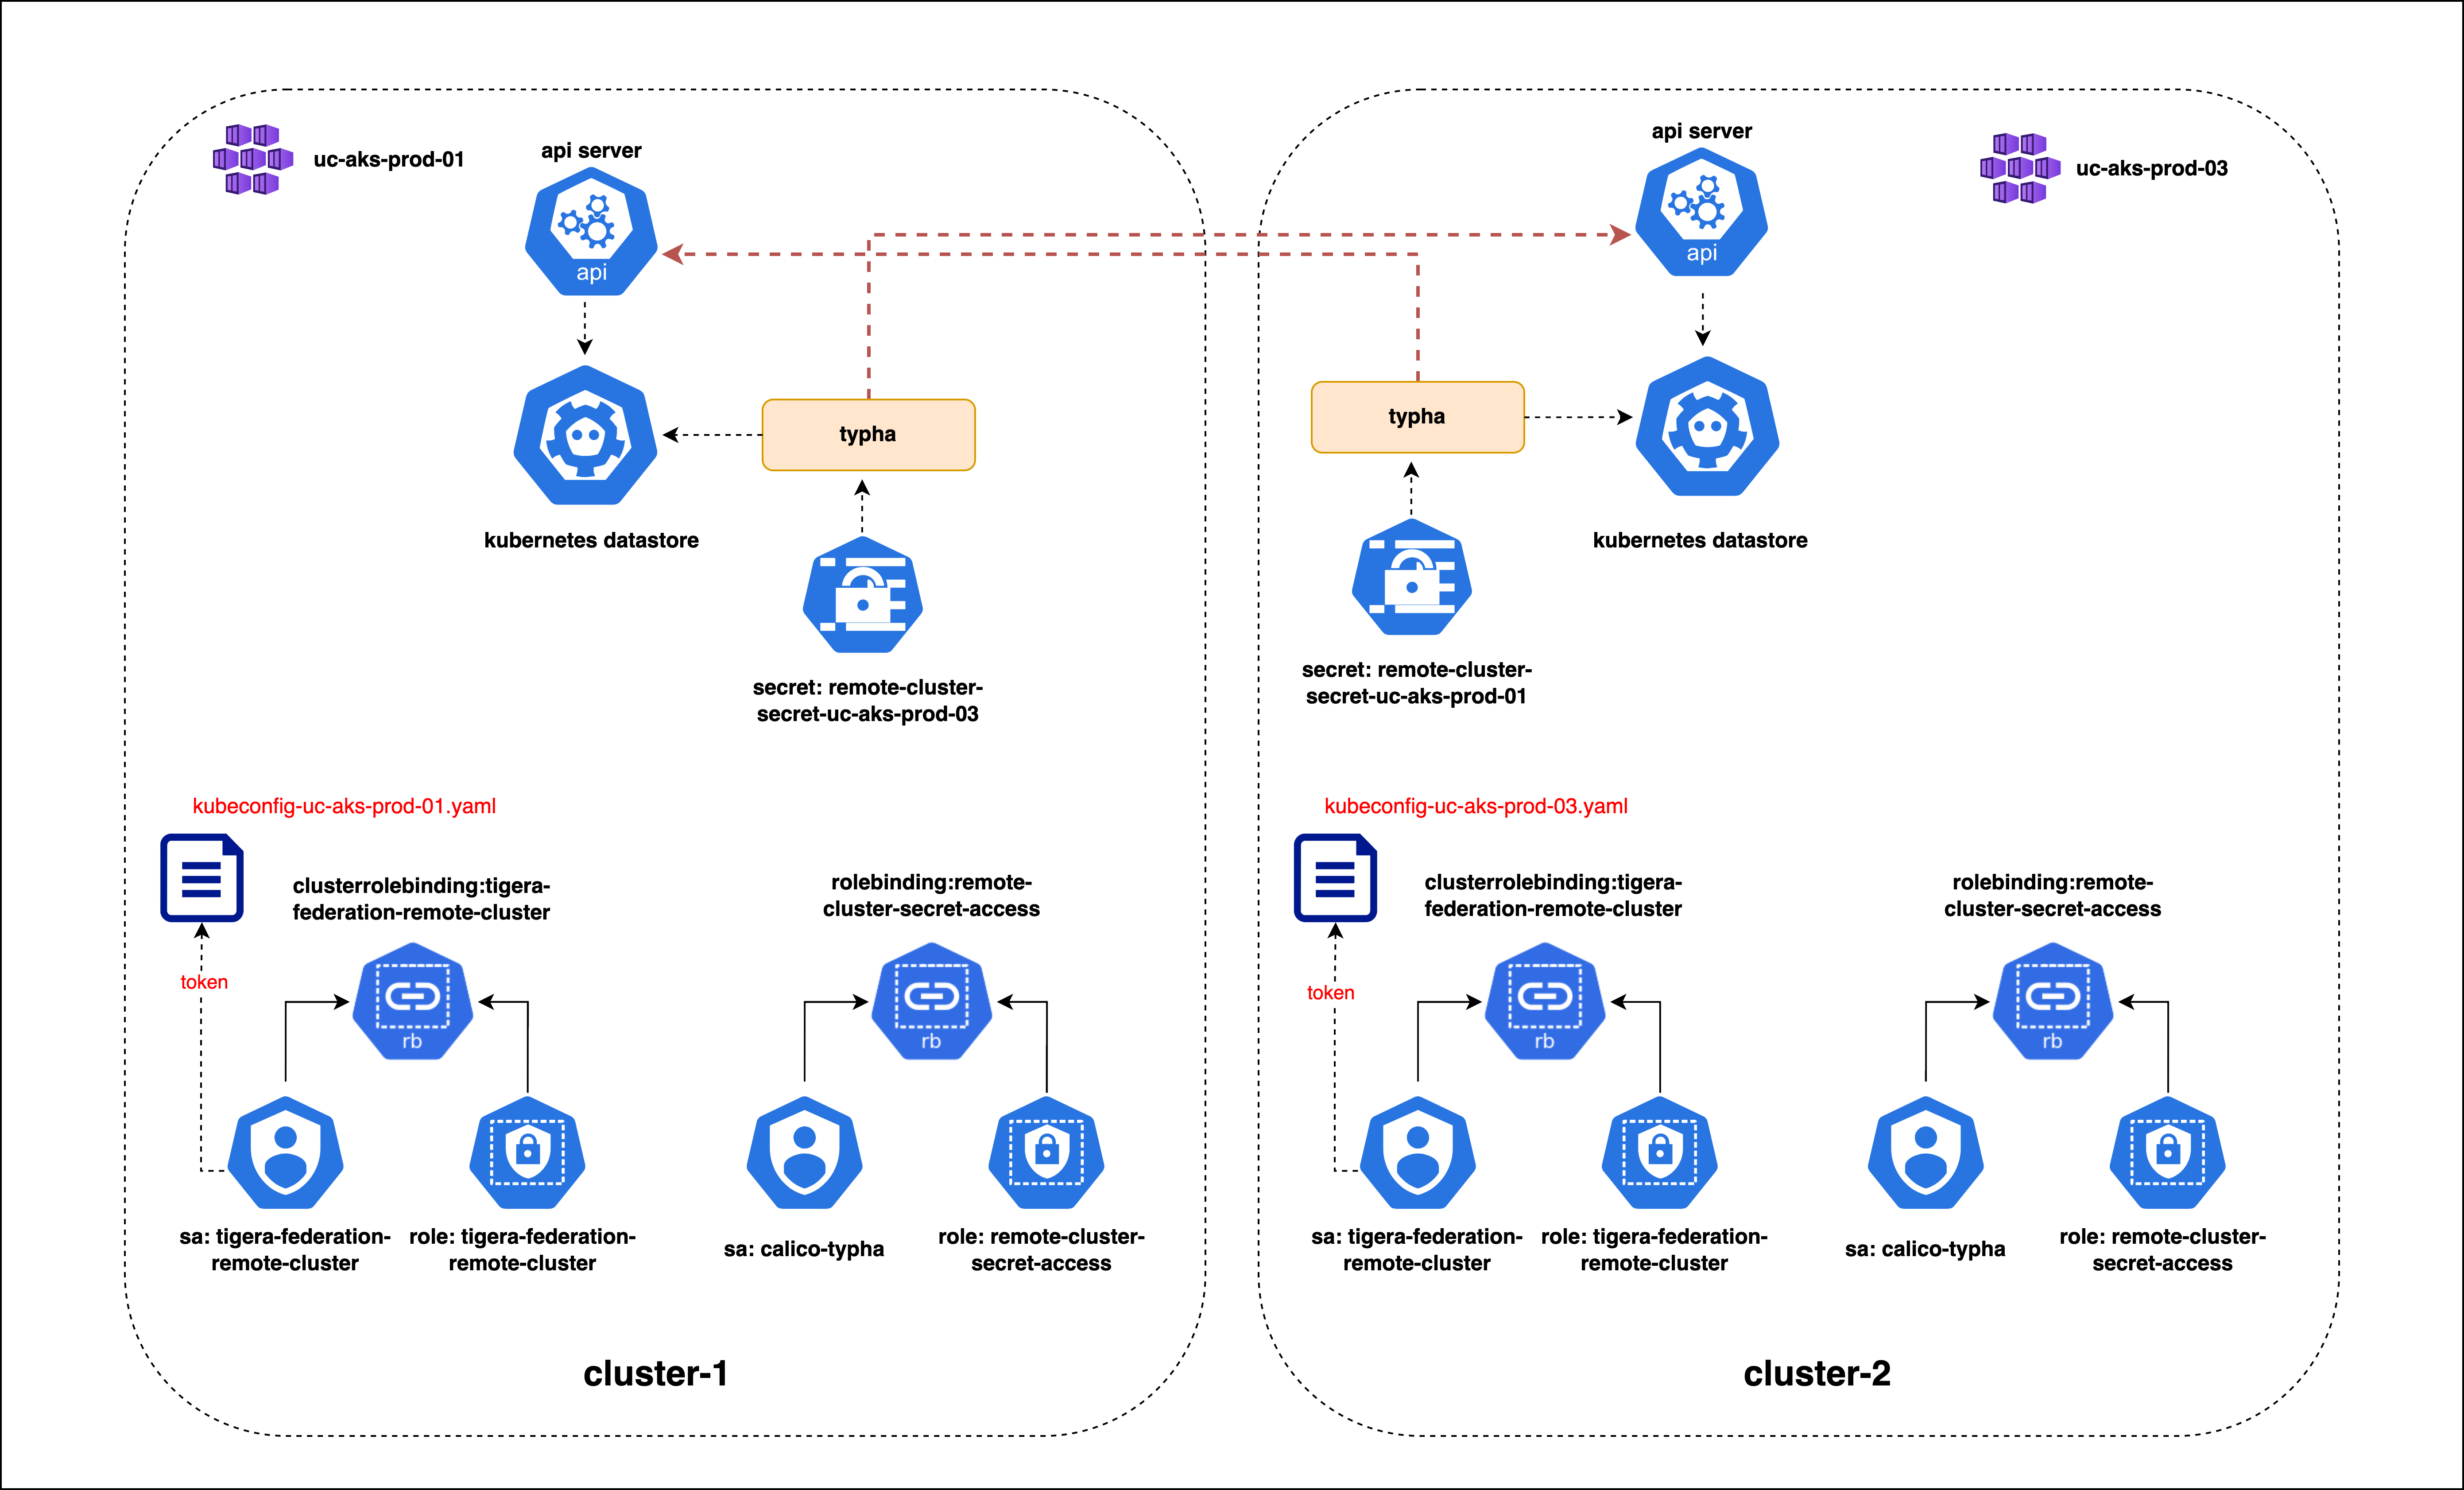 uc-aks-prod-01
api server
api
kubernetes datastore
typha
secret: remote-cluster-
secret-uc-aks-prod-03
kubeconfig-uc-aks-prod-01.yaml
clusterrolebinding:tigera-
federation-remote-cluster
rolebinding:remote-
cluster-secret-access
token
rb
rb
sa: tigera-federation-
remote-cluster
role: tigera-federation-
remote-cluster
sa: calico-typha
role: remote-cluster-
secret-access
cluster-1
api server
uc-aks-prod-03
api
typha
kubernetes datastore
secret: remote-cluster-
secret-uc-aks-prod-01
kubeconfig-uc-aks-prod-03.yaml
clusterrolebinding:tigera-
federation-remote-cluster
rolebinding:remote-
cluster-secret-access
token
rb
rb
sa: tigera-federation-
remote-cluster
role: tigera-federation-
remote-cluster
sa: calico-typha
role: remote-cluster-
secret-access
cluster-2